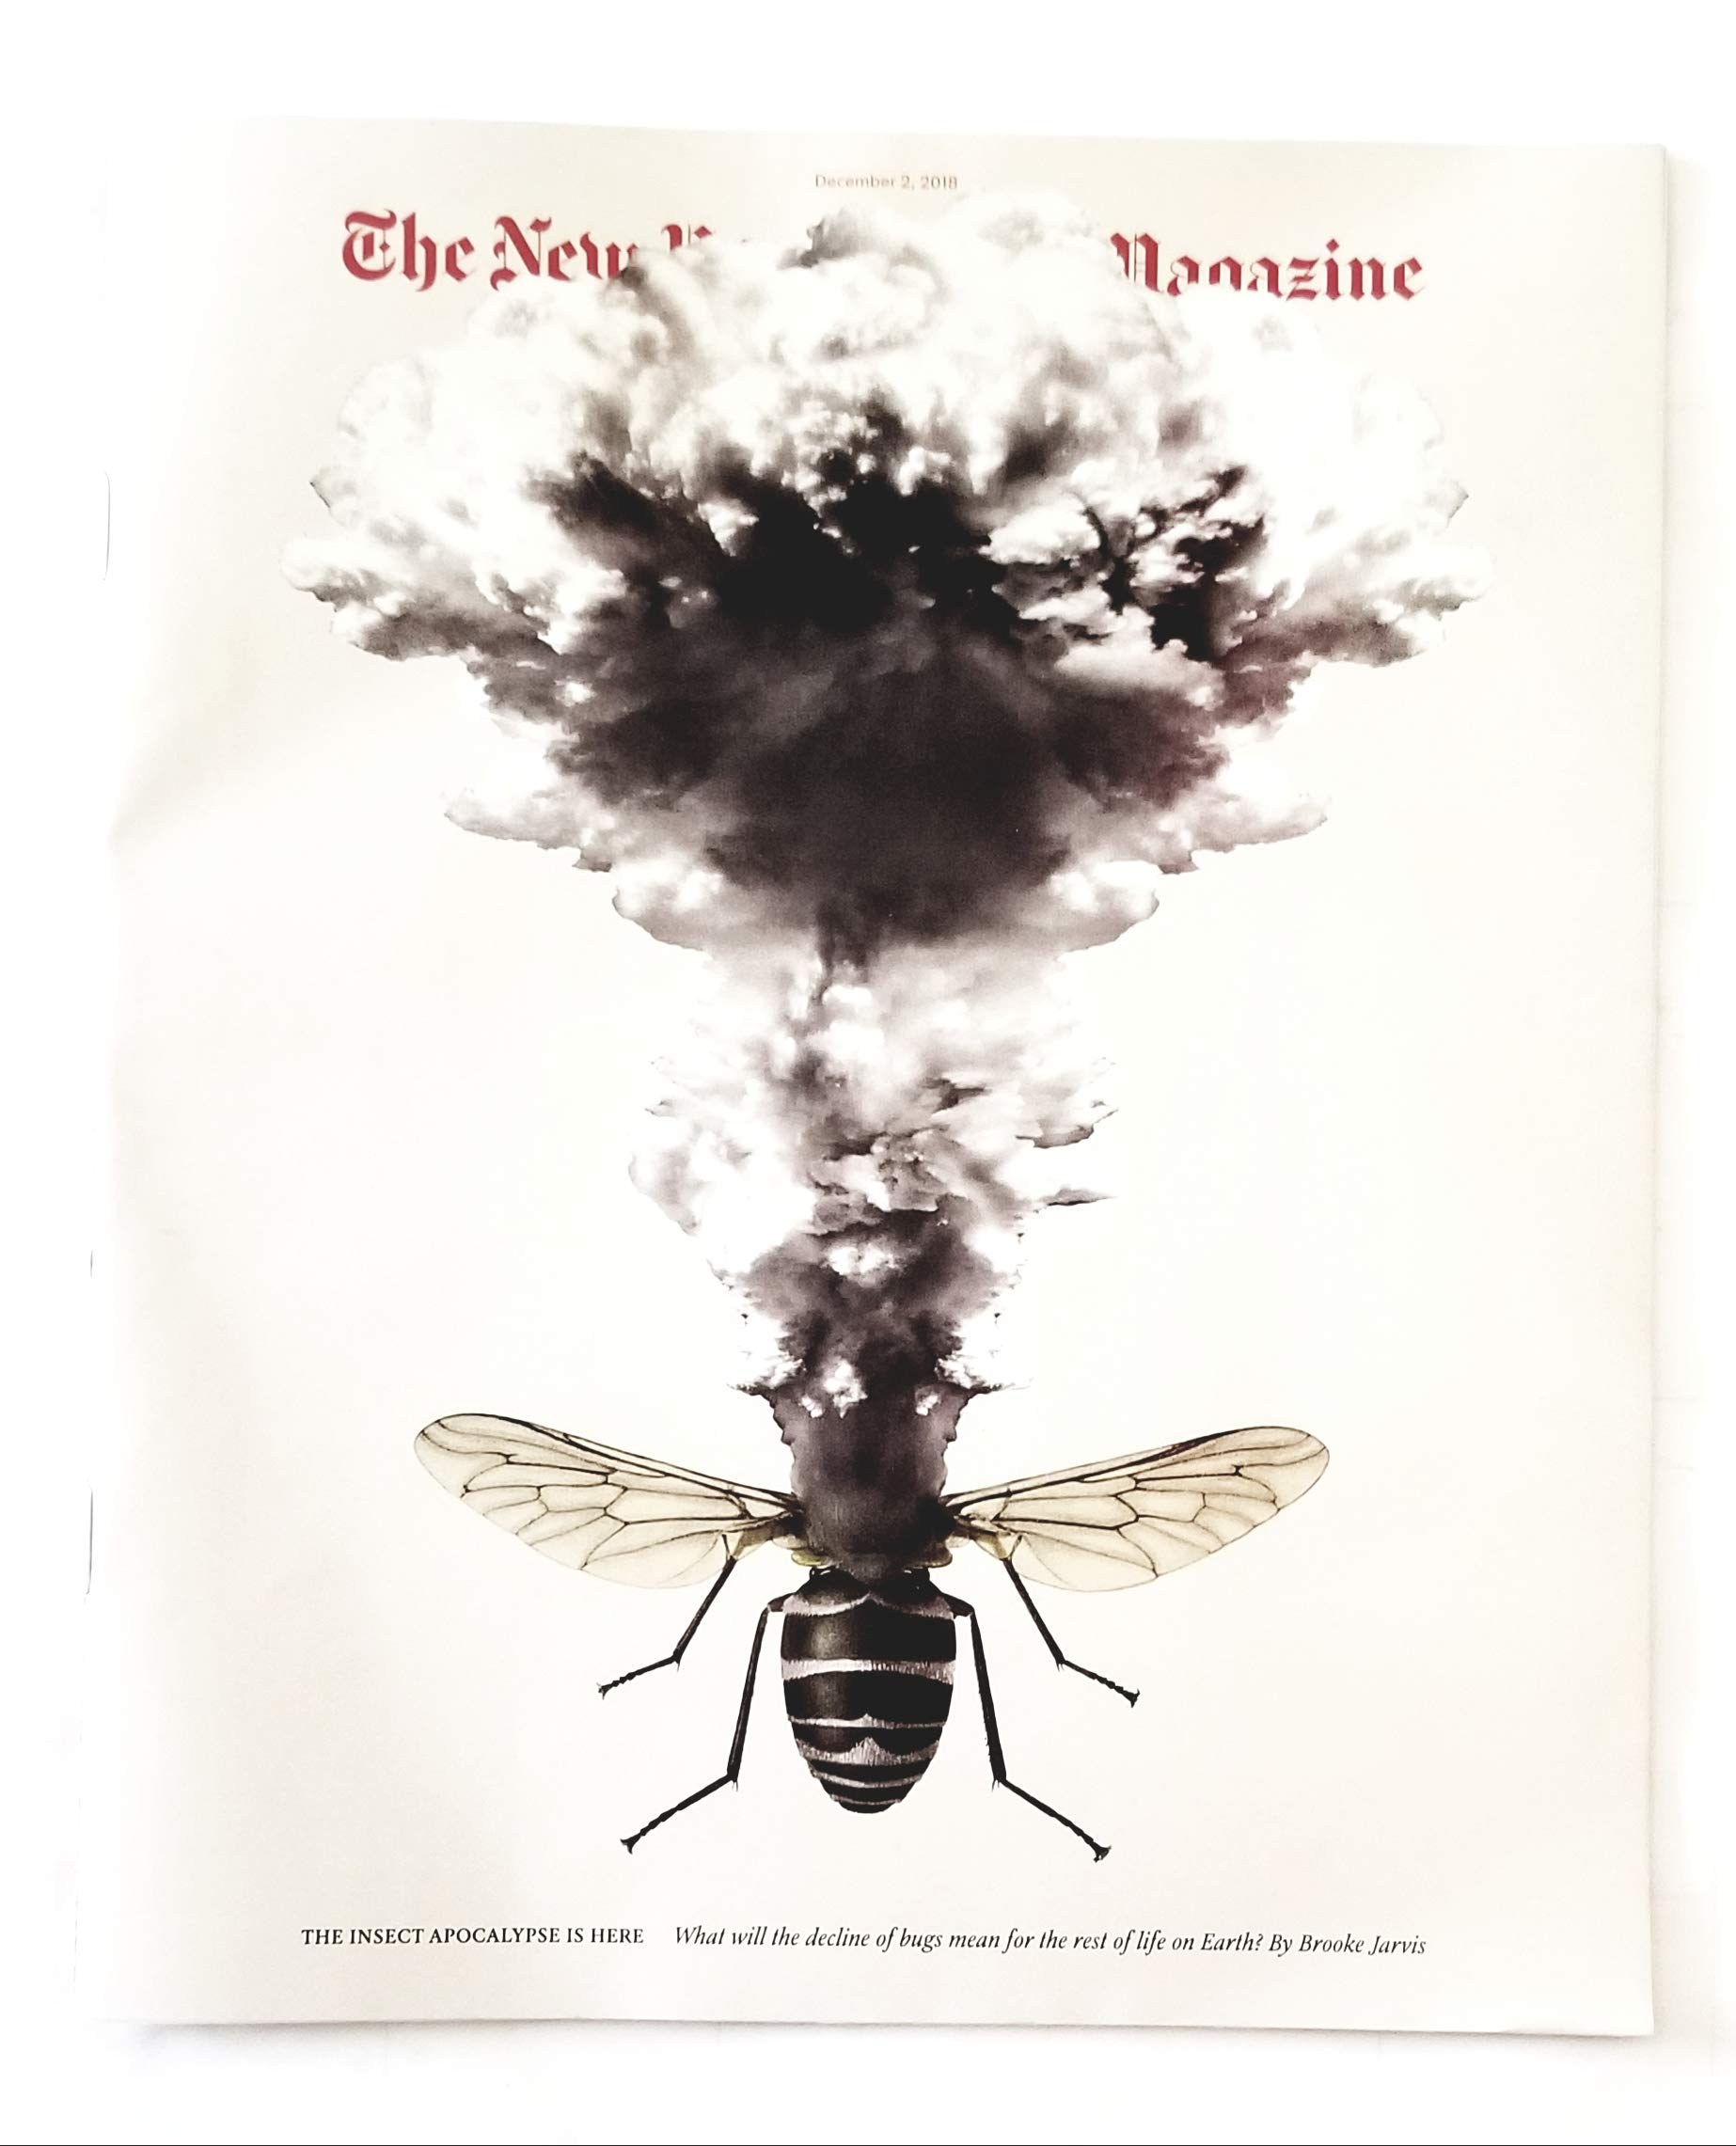 December 2, 2018
The New Magazine
THE INSECT APOCALYPSE IS HERE What will the decline of bugs mean for the rest of life on Earth? By Brooke Jarvis